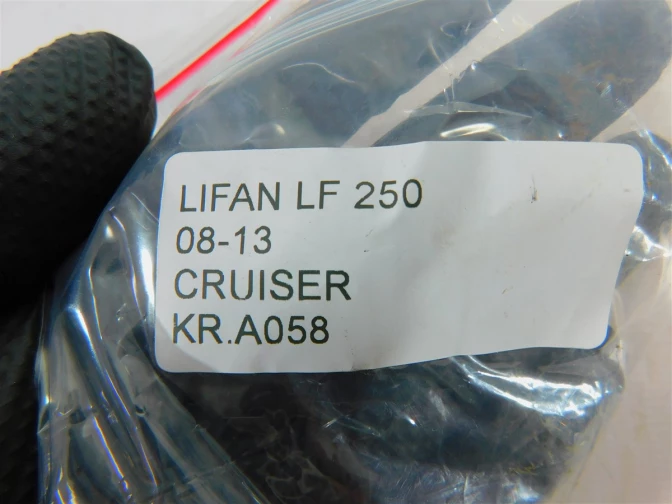 LIFAN LF 250
08-13
CRUISER
KR.A058